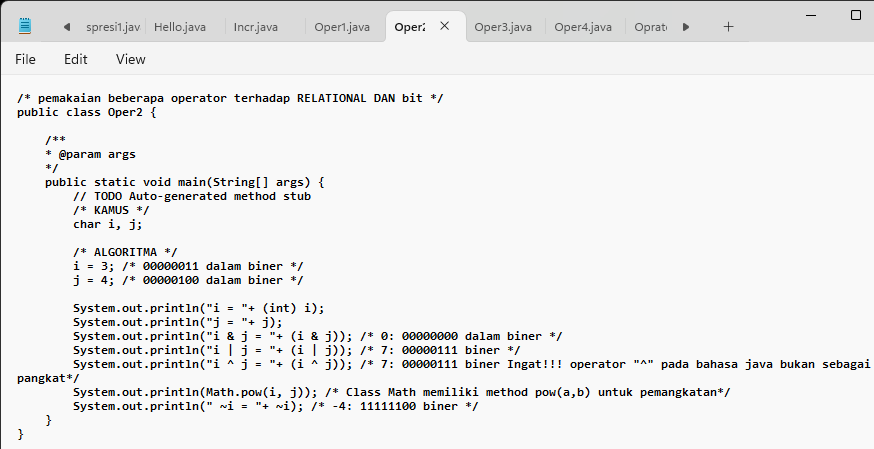 spresi1.jav Hello.java Incr.java Oper1.java Oper2 Oper3.java Oper4.java Oprat
File Edit View
/* pemakaian beberapa operator terhadap RELATIONAL DAN bit */
public class Oper2 {
/**
* @param args
*/
public static void main(String[] args) {
// TODO Auto-generated method stub
/* KAMUS */
char i, j;
/* ALGORITMA */
i = 3; /* 00000011 dalam biner */
j = 4; /* 00000100 dalam biner */
System.out.println("i = "+ (int) i);
System.out.println("j = "+ j);
System.out.println("i & j = "+ (i & j)); /* 0: 00000000 dalam biner */
System.out.println("i | j = "+ (i | j)); /* 7: 00000111 biner */
System.out.println("i ^ j = "+ (i ^ j)); /* 7: 00000111 biner Ingat!!! operator "^" pada bahasa java bukan sebagai
pangkat*/
System.out.println(Math.pow(i, j)); /* Class Math memiliki method pow(a,b) untuk pemangkatan*/
System.out.println(" ~i = "+ ~i); /* -4: 11111100 biner */
}
}